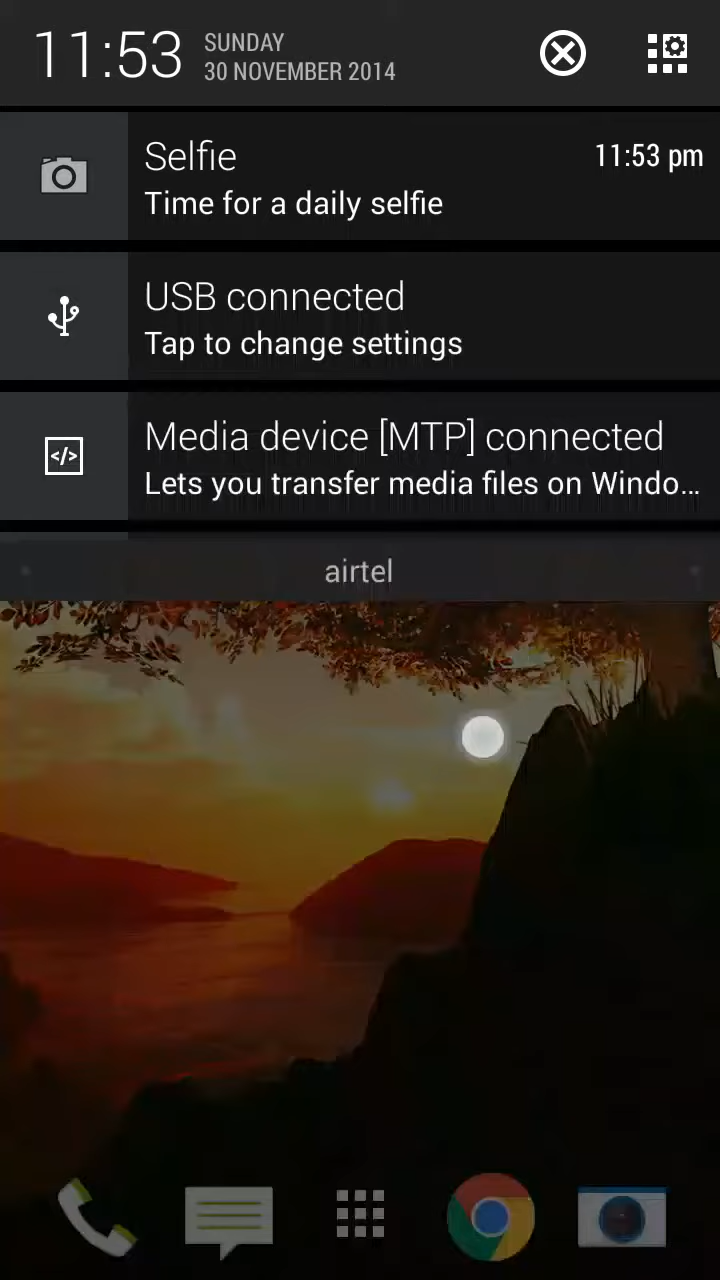 11:53
SUNDAY
30 NOVEMBER 2014
Selfie
11:53 pm
Time for a daily selfie
USB connected
Tap to change settings
Media device [MTP] connected
Lets you transfer media files on Windo...
airtel